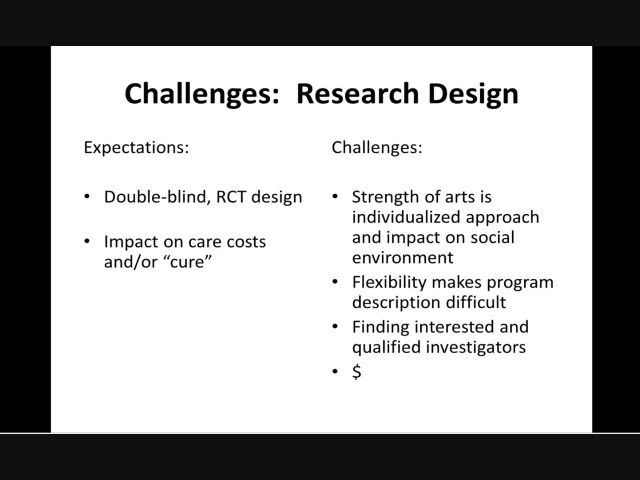 Challenges:  Research Design
Expectations:
• Double-blind, RCT design
• Impact on care costs
and/or “cure”
Challenges:
• Strength of arts is
individualized approach
and impact on social
environment
• Flexibility makes program
description difficult
• Finding interested and
qualified investigators
• $